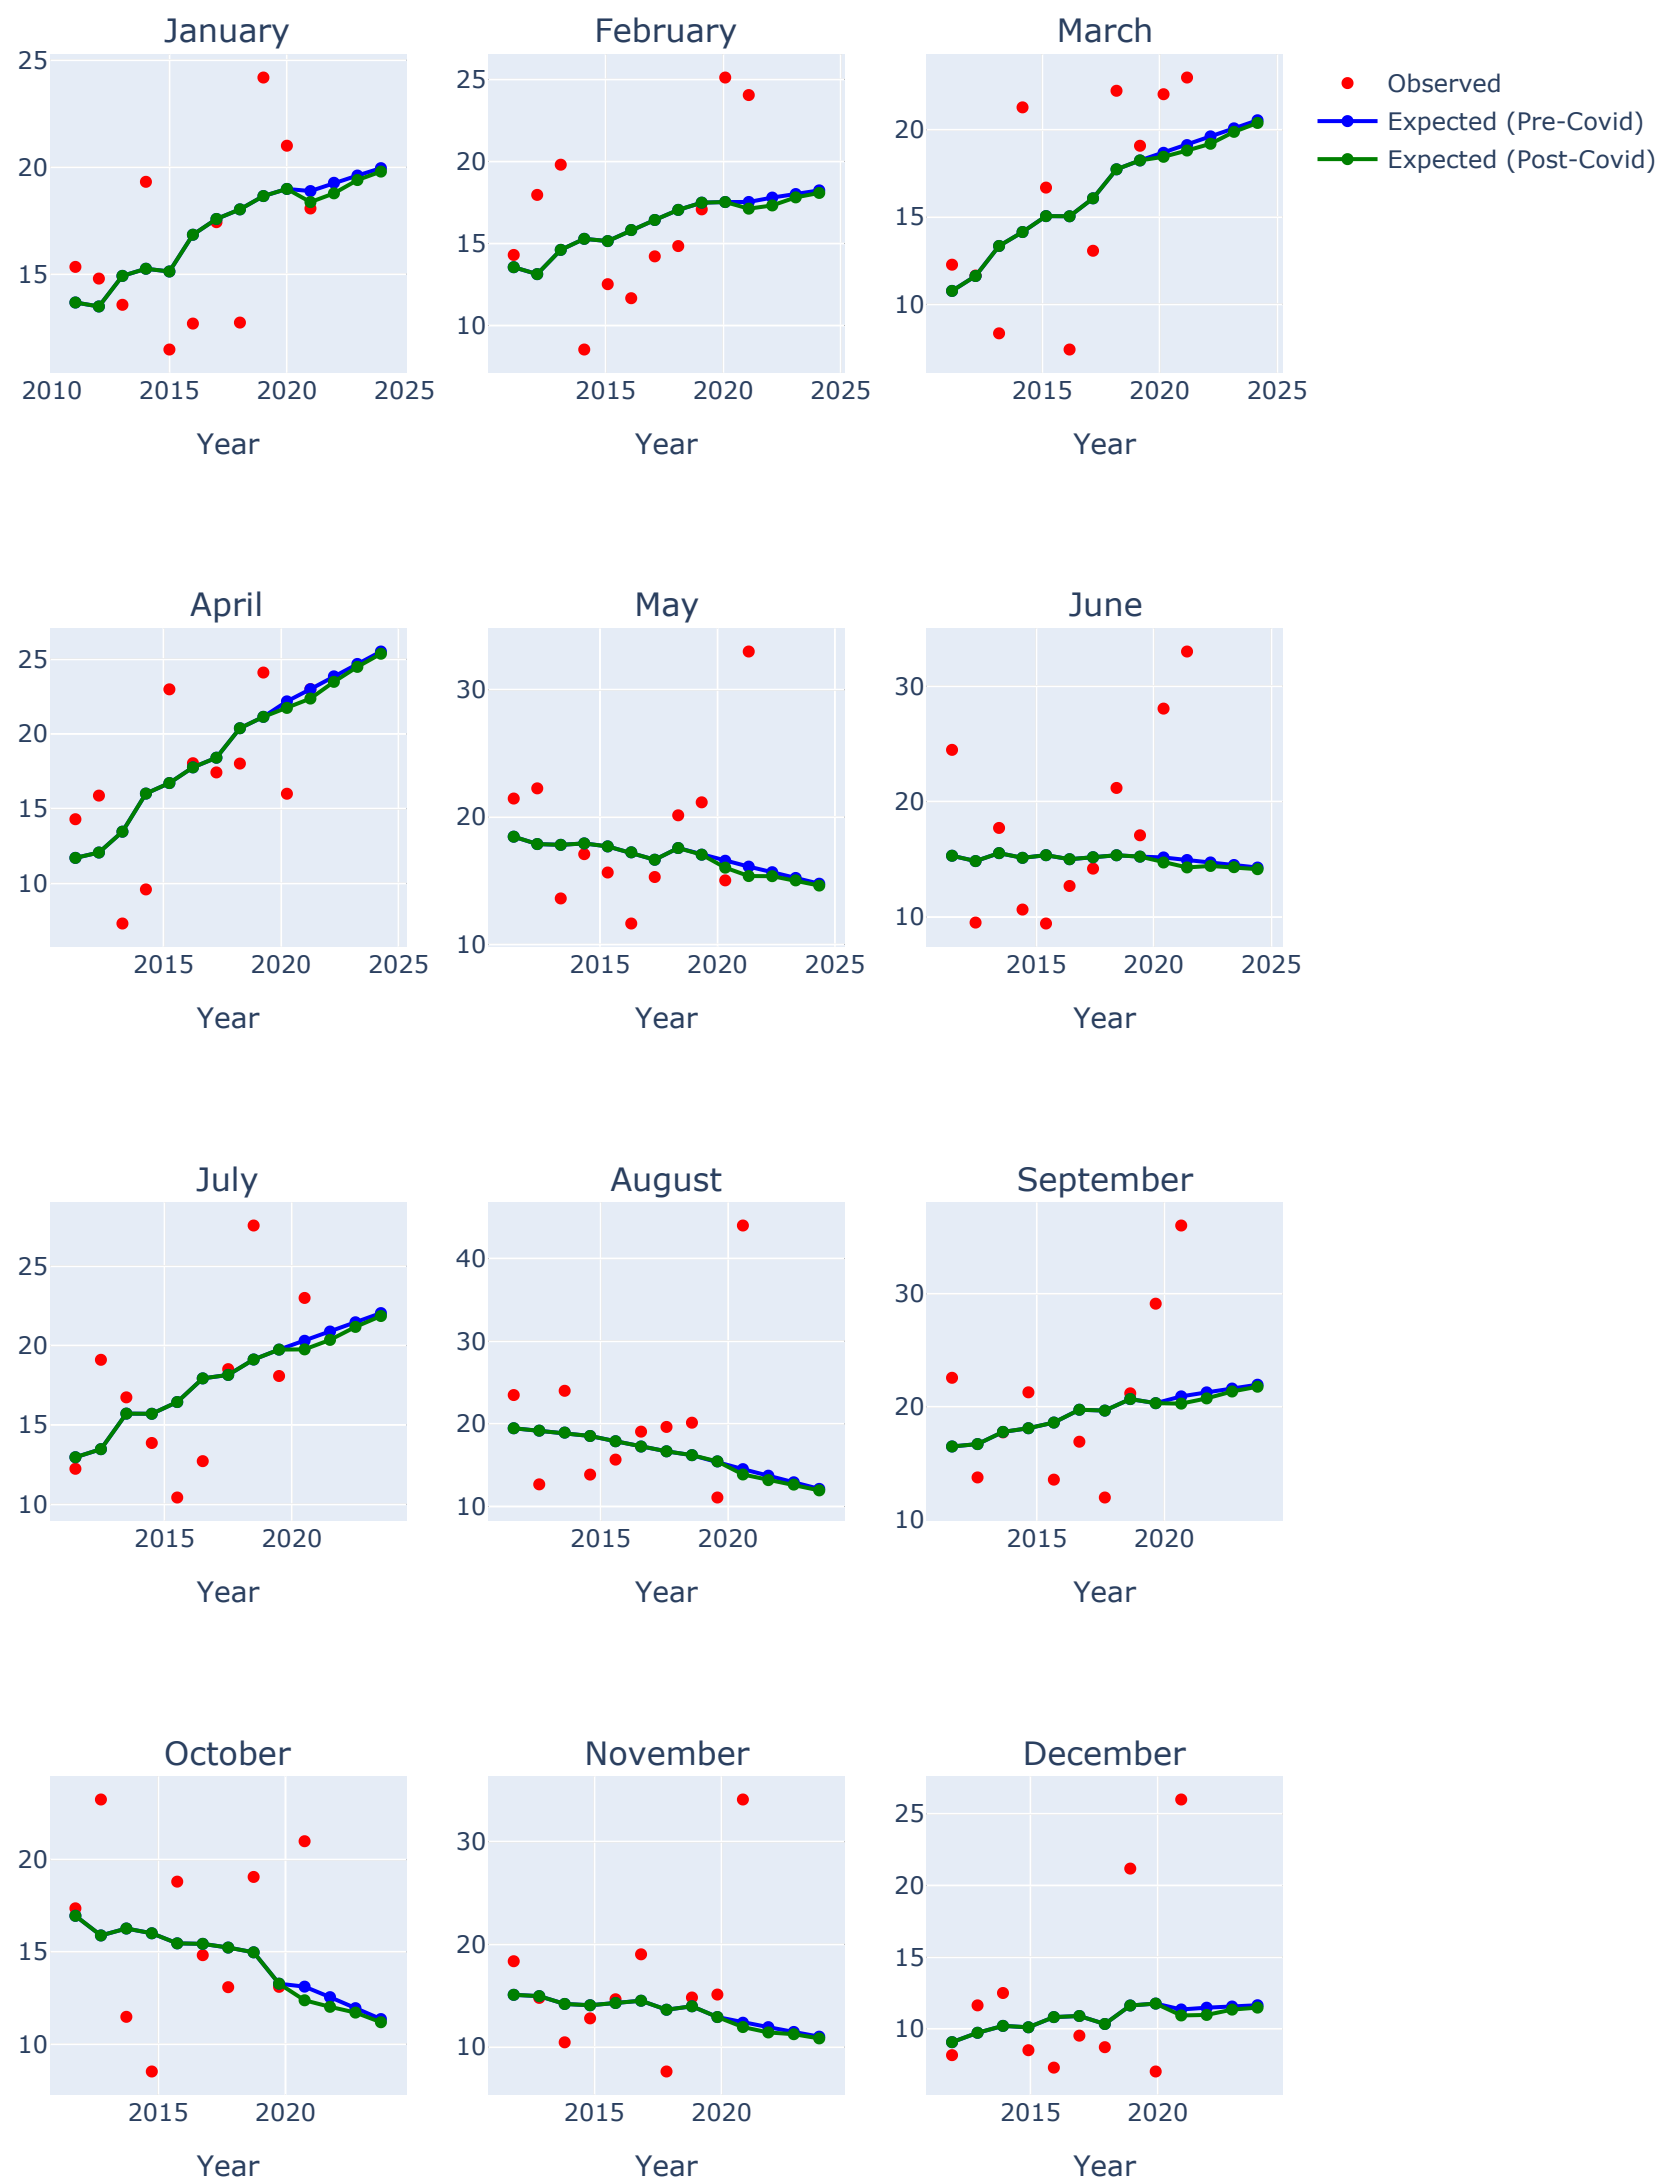 January February March
25
20
15
2010 2015 2020 2025
Year
25
20
15
10
2015 2020 2025
Year
20
15
10
2015 2020 2025
Year
Observed
Expected (Pre-Covid)
Expected (Post-Covid)
April May June
25
20
15
10
2015 2020 2025
Year
30
20
10
2015 2020 2025
Year
30
20
10
2015 2020 2025
Year
July August September
25
20
15
10
2015 2020
Year
40
30
20
10
2015 2020
Year
30
20
10
2015 2020
Year
October November December
20
15
10
2015 2020
Year
30
20
10
2015 2020
Year
25
20
15
10
2015 2020
Year